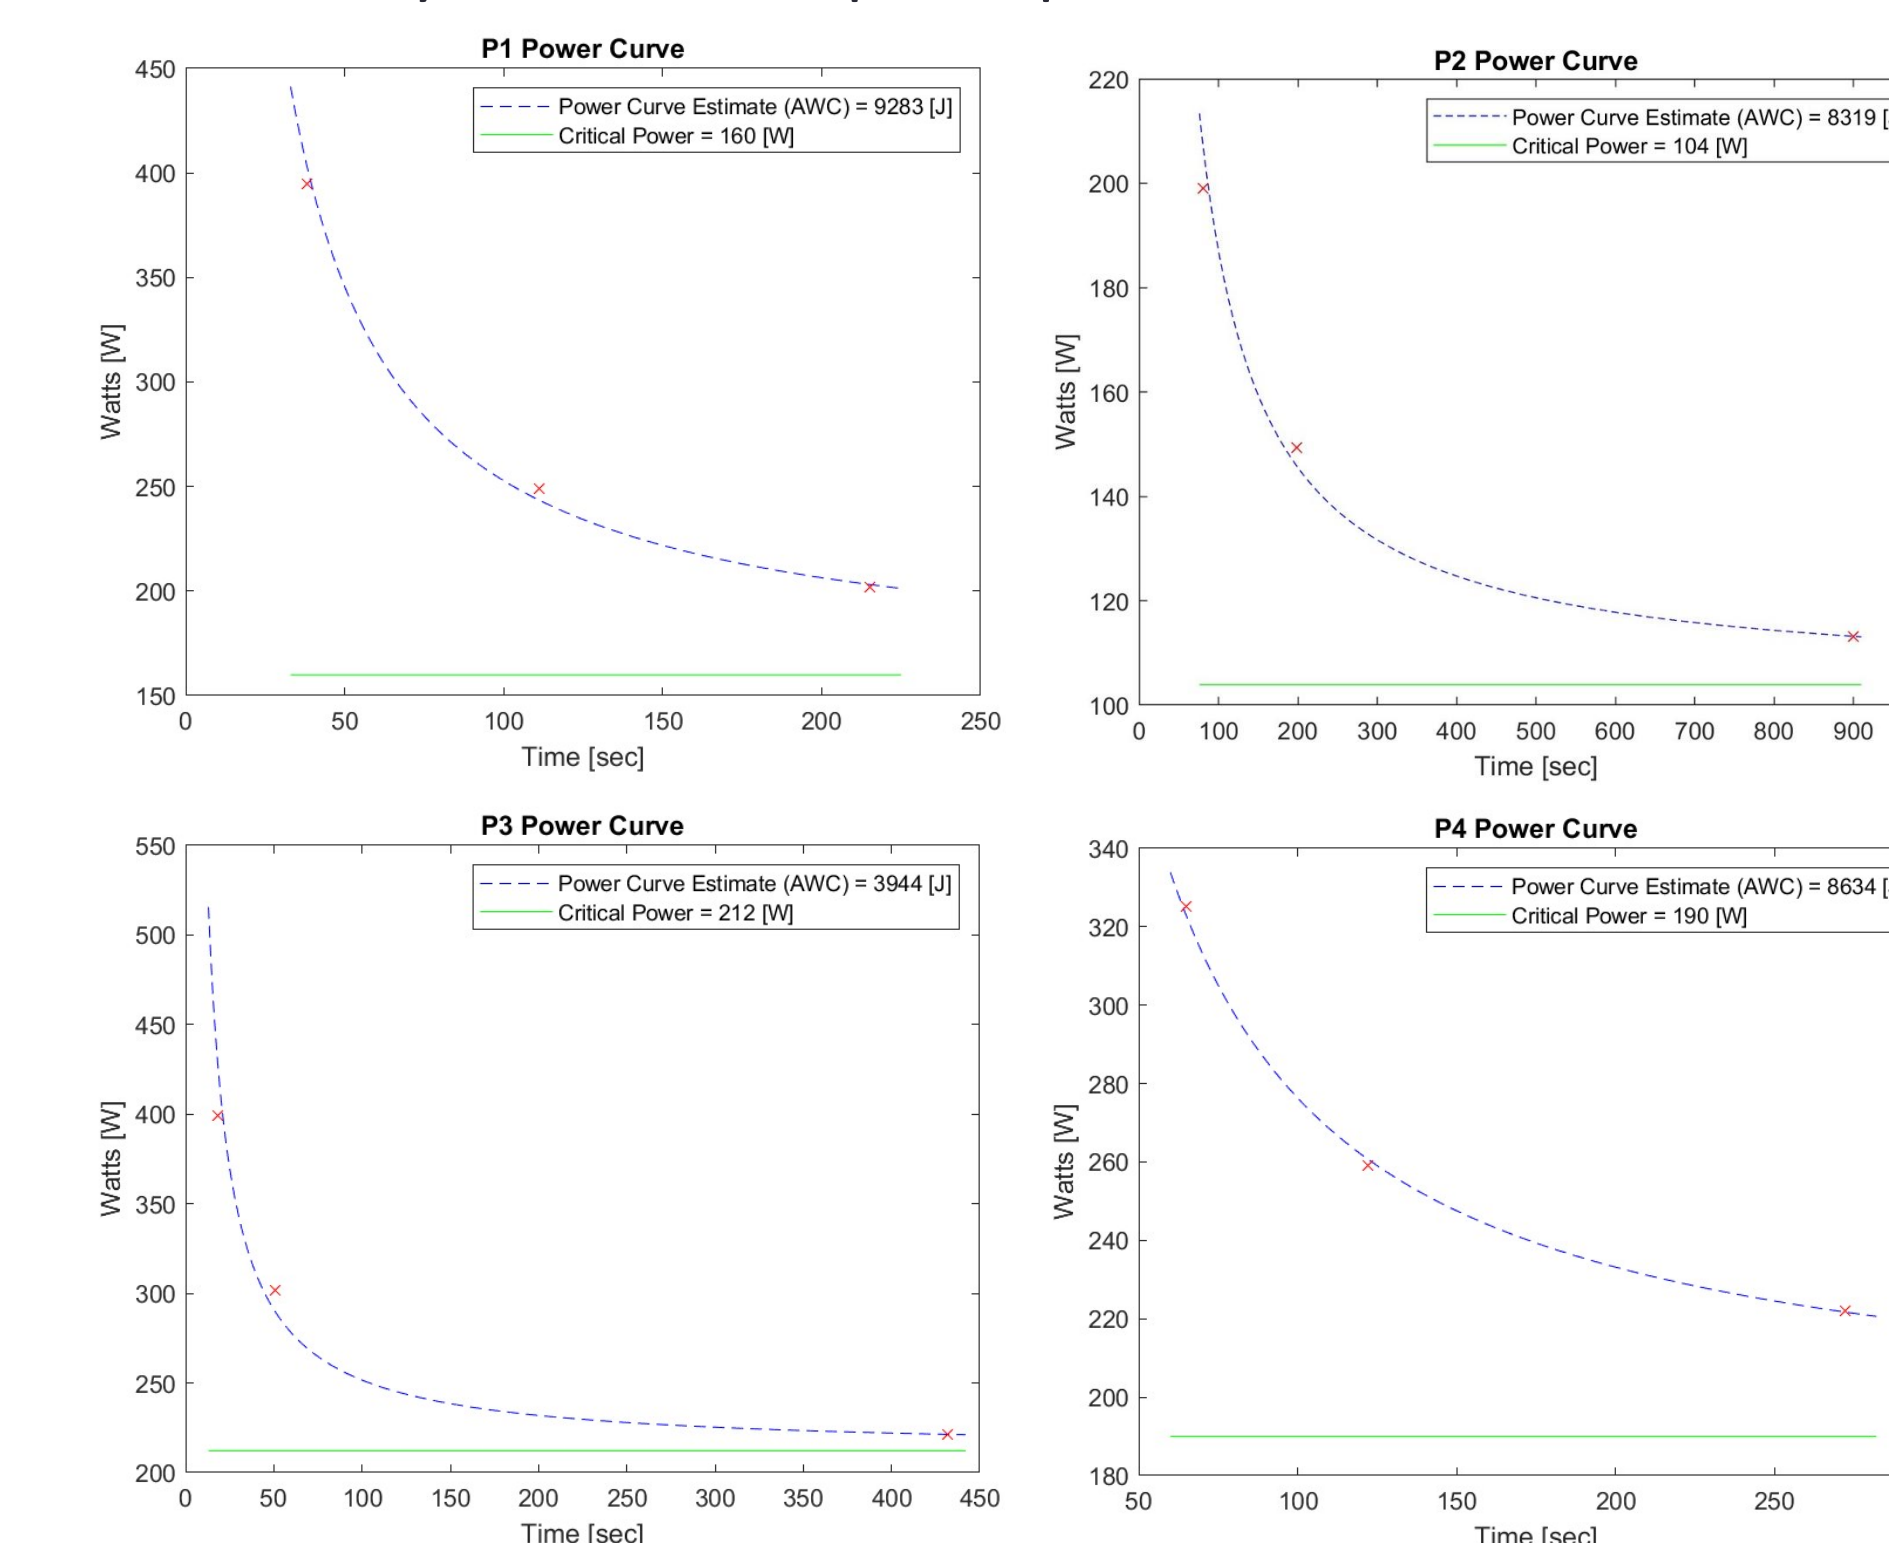 P1 Power Curve
450
400
350
300
250
200
150
Watts [W]
Power Curve Estimate (AWC) = 9283 [J]
Critical Power = 160 [W]
0 50 100 150 200 250
Time [sec]
P2 Power Curve
220
200
180
160
140
120
100
Watts [W]
Power Curve Estimate (AWC) = 8319 [
Critical Power = 104 [W]
0 100 200 300 400 500 600 700 800 900
Time [sec]
P3 Power Curve
550
500
450
400
350
300
250
200
Watts [W]
Power Curve Estimate (AWC) = 3944 [J]
Critical Power = 212 [W]
0 50 100 150 200 250 300 350 400 450
Time [sec]
P4 Power Curve
340
320
300
280
260
240
220
200
180
Watts [W]
Power Curve Estimate (AWC) = 8634 [
Critical Power = 190 [W]
50 100 150 200 250
Time [sec]